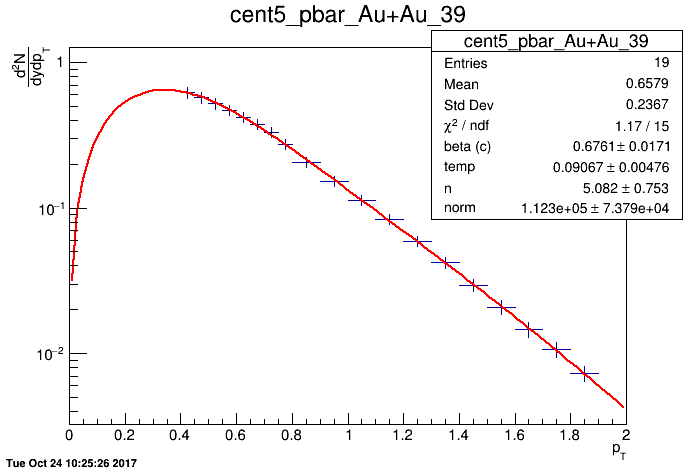 cent5_pbar_Au+Au_39
cent5_pbar_Au+Au_39
Entries 19
Mean 0.6579
Std Dev 0.2367
χ² / ndf 1.17 / 15
beta (c) 0.6761 ± 0.0171
temp 0.09067 ± 0.00476
n 5.082 ± 0.753
norm 1.123e+05 ± 7.379e+04
d²N
dydp_T
1
10⁻¹
10⁻²
0 0.2 0.4 0.6 0.8 1 1.2 1.4 1.6 1.8 2
p_T
Tue Oct 24 10:25:26 2017